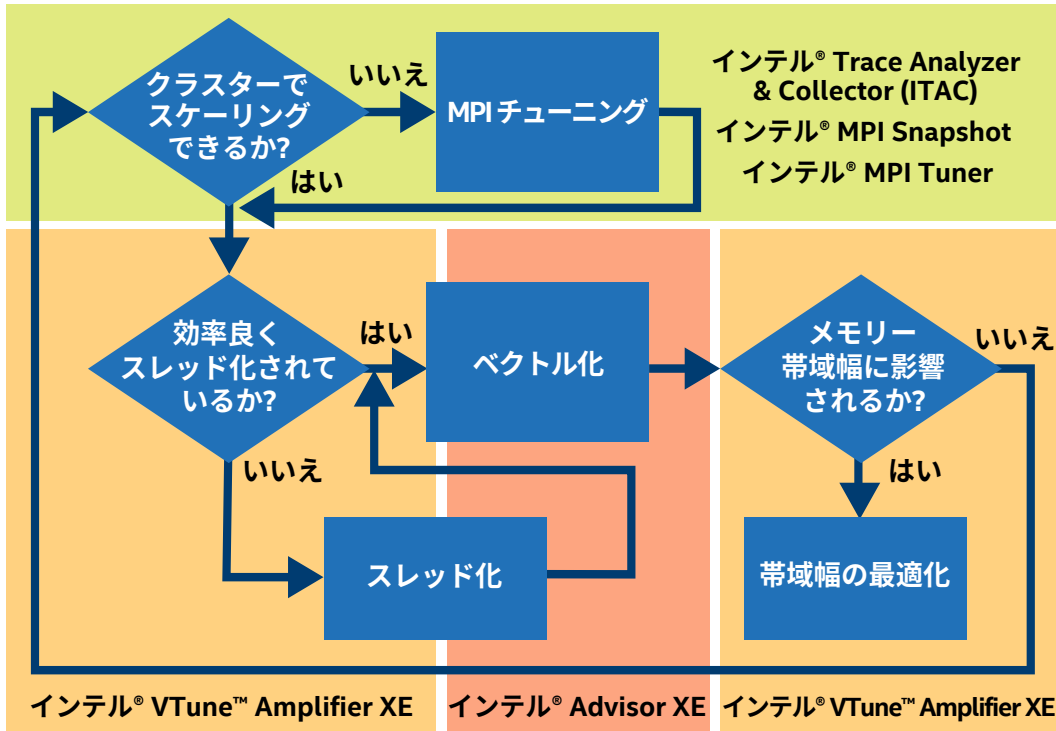 クラスターで
スケーリング
できるか?
いいえ
MPI チューニング
インテル® Trace Analyzer
& Collector (ITAC)
インテル® MPI Snapshot
インテル® MPI Tuner
はい
効率良く
スレッド化されて
いるか?
はい
ベクトル化
メモリー
帯域幅に影響
されるか?
いいえ
いいえ
はい
スレッド化
帯域幅の最適化
インテル® VTune™ Amplifier XE
インテル® Advisor XE
インテル® VTune™ Amplifier XE